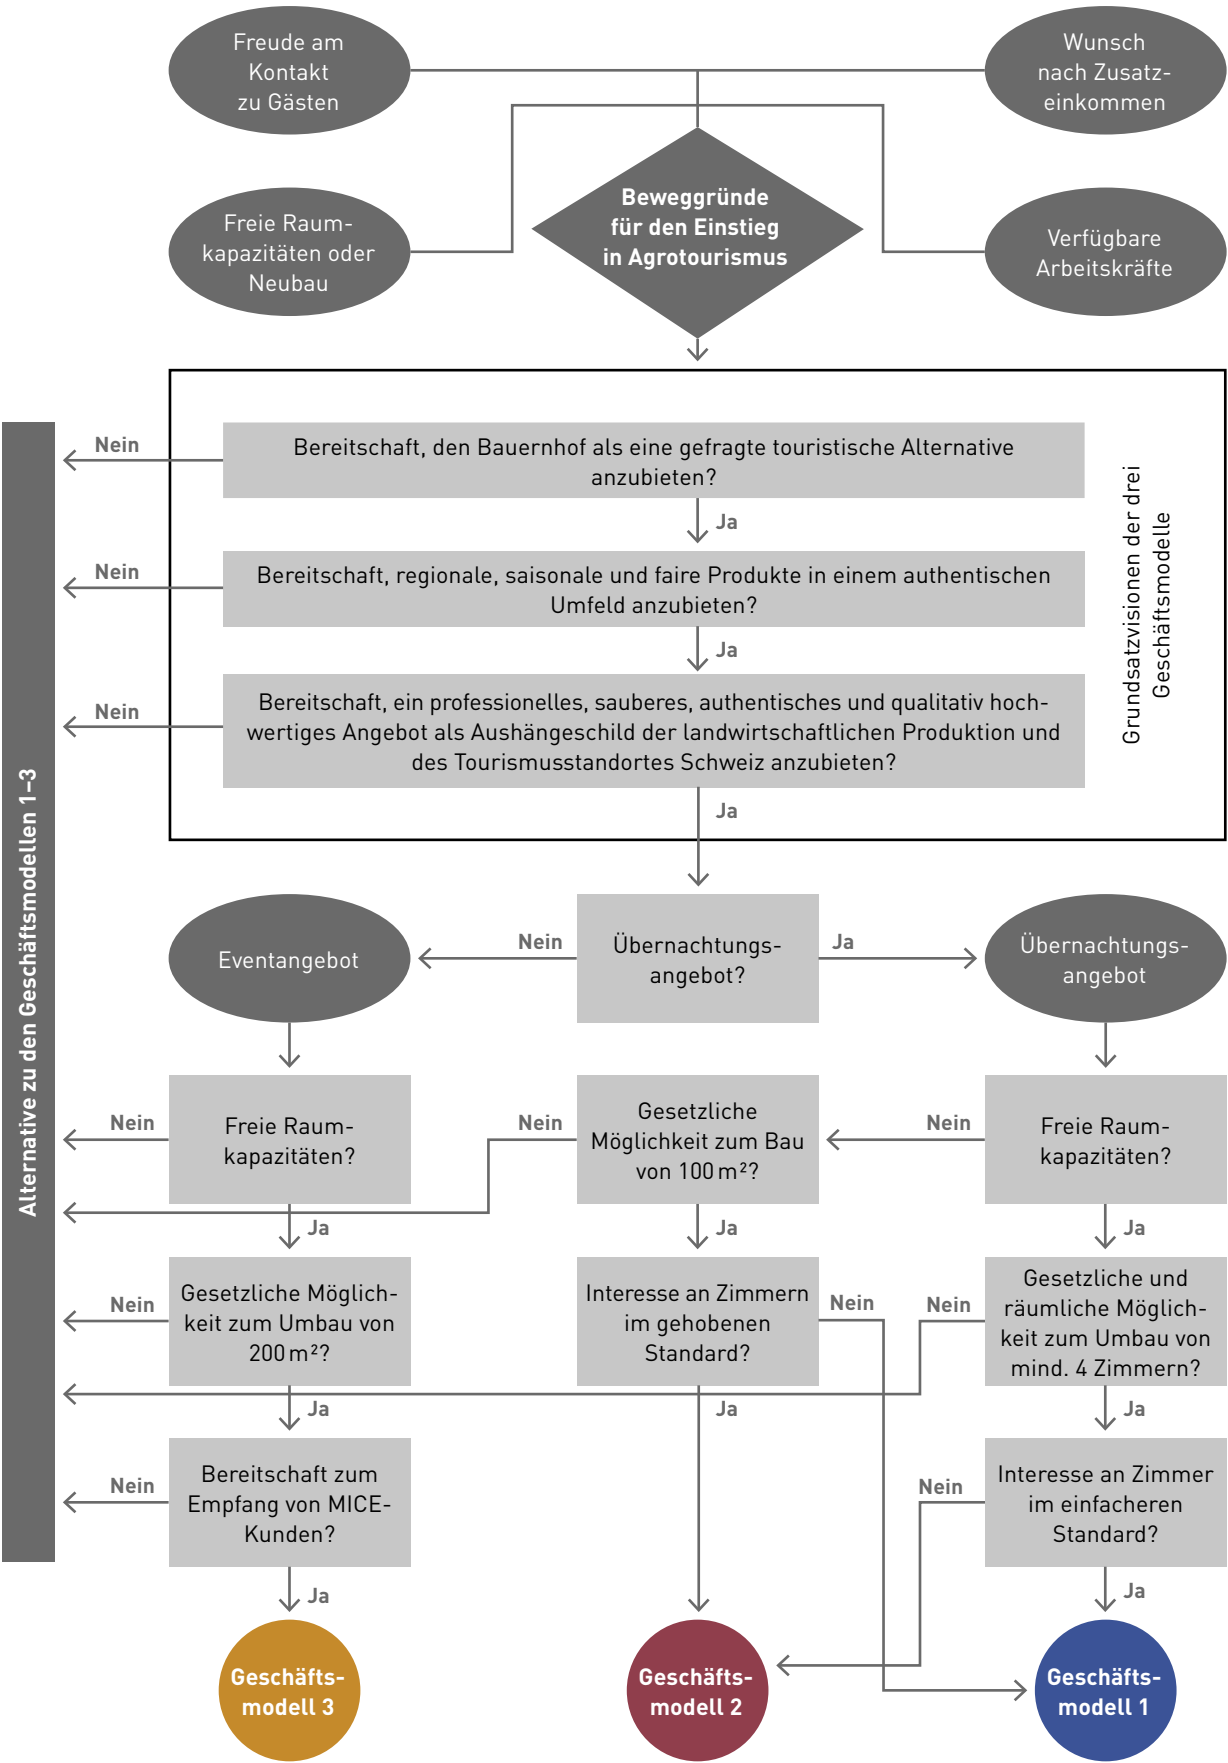 Freude am
Kontakt
zu Gästen
Wunsch
nach Zusatz-
einkommen
Beweggründe
für den Einstieg
in Agrotourismus
Freie Raum-
kapazitäten oder
Neubau
Verfügbare
Arbeitskräfte
Grundsatzvisionen der drei
Geschäftsmodelle
Nein
Bereitschaft, den Bauernhof als eine gefragte touristische Alternative
anzubieten?
Ja
Nein
Bereitschaft, regionale, saisonale und faire Produkte in einem authentischen
Umfeld anzubieten?
Ja
Nein
Bereitschaft, ein professionelles, sauberes, authentisches und qualitativ hoch-
wertiges Angebot als Aushängeschild der landwirtschaftlichen Produktion und
des Tourismusstandortes Schweiz anzubieten?
Ja
Alternative zu den Geschäftsmodellen 1–3
Eventangebot
Nein
Übernachtungs-
angebot?
Ja
Übernachtungs-
angebot
Nein
Freie Raum-
kapazitäten?
Nein
Gesetzliche
Möglichkeit zum Bau
von 100 m²?
Nein
Freie Raum-
kapazitäten?
Ja
Ja
Ja
Nein
Gesetzliche Möglich-
keit zum Umbau von
200 m²?
Interesse an Zimmern
im gehobenen
Standard?
Nein
Nein
Gesetzliche und
räumliche Möglich-
keit zum Umbau von
mind. 4 Zimmern?
Ja
Ja
Ja
Nein
Bereitschaft zum
Empfang von MICE-
Kunden?
Nein
Interesse an Zimmer
im einfacheren
Standard?
Ja
Ja
Geschäfts-
modell 3
Geschäfts-
modell 2
Geschäfts-
modell 1